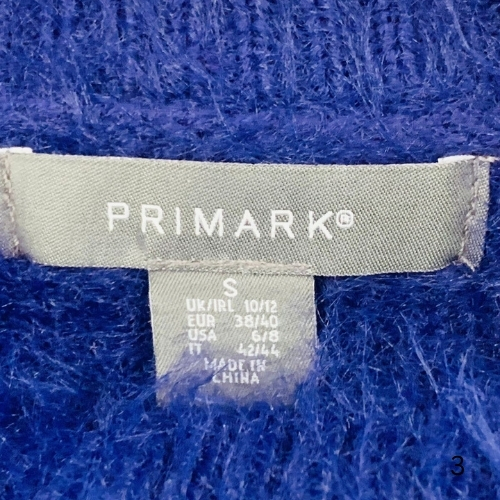 PRIMARK®
S
UK/IRL 10/12
EUR 38/40
USA 6/8
IT 42/44
MADE IN
CHINA
3